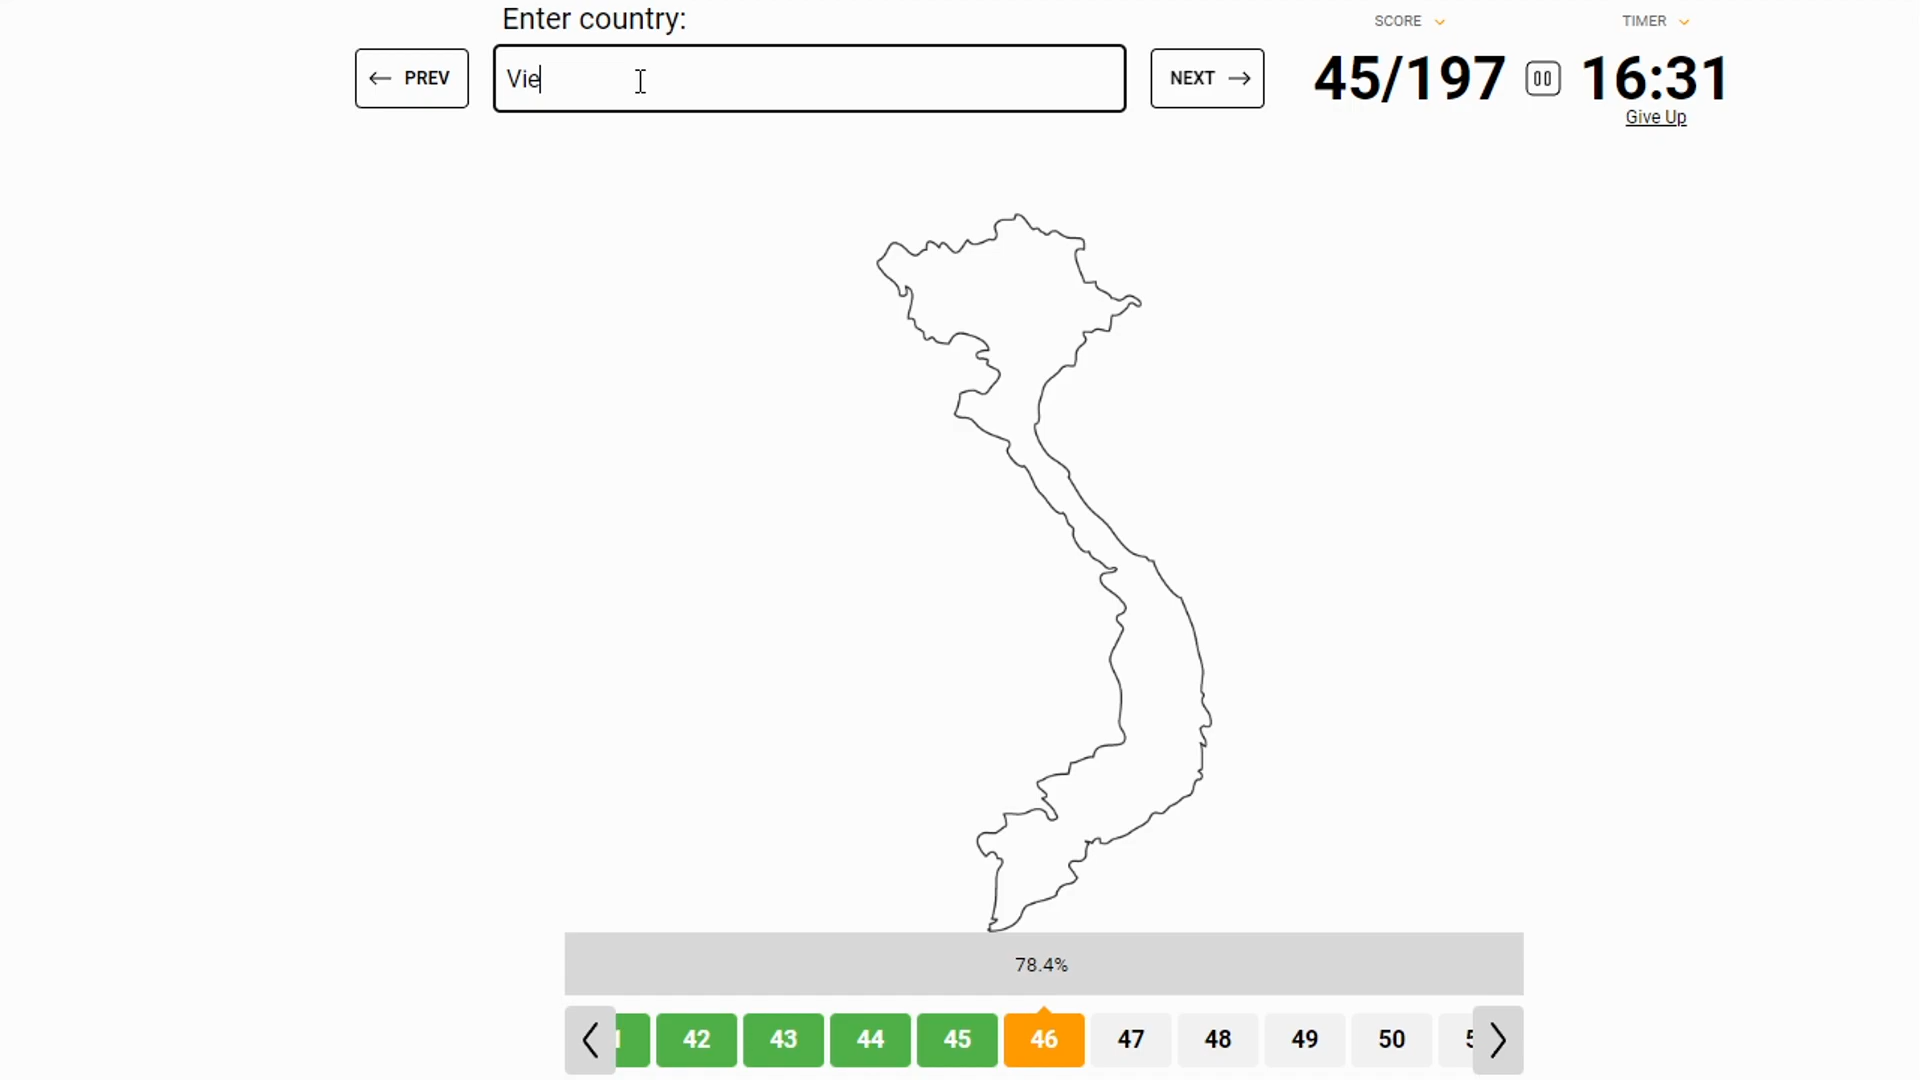 Enter country:
SCORE
TIMER
← PREV
Vie
NEXT →
45/197
16:31
Give Up
78.4%
42
43
44
45
46
47
48
49
50